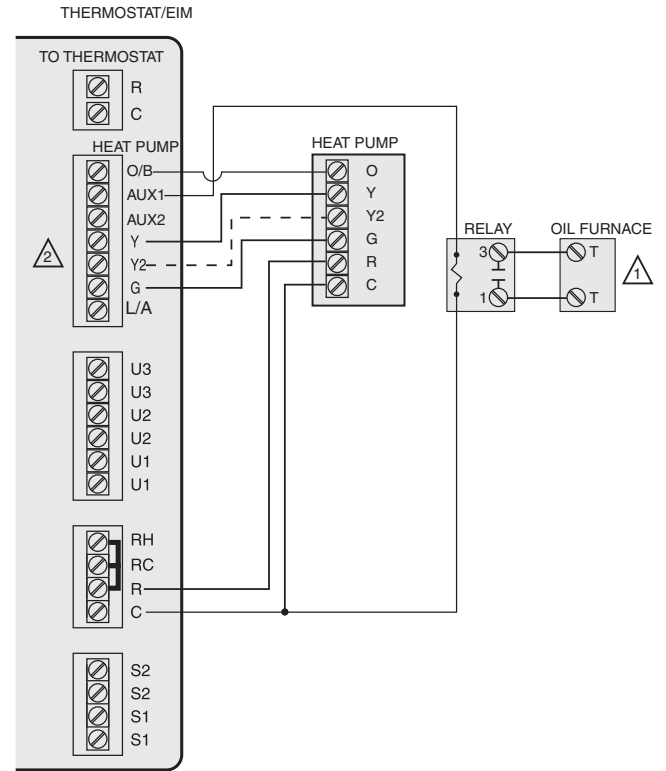 THERMOSTAT/EIM
TO THERMOSTAT
R
C
HEAT PUMP
O/B
AUX1
AUX2
Y
Y2
G
L/A
2
U3
U3
U2
U2
U1
U1
RH
RC
R
C
S2
S2
S1
S1
HEAT PUMP
O
Y
Y2
G
R
C
RELAY
3
1
OIL FURNACE
T
T
1